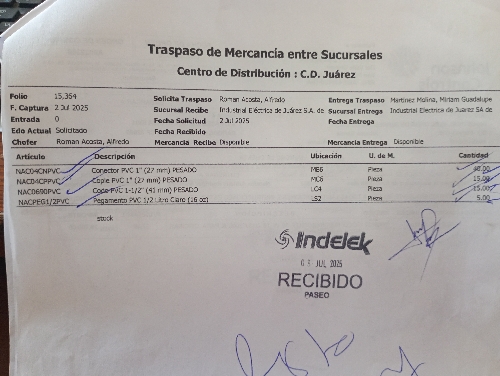 Traspaso de Mercancía entre Sucursales
Centro de Distribución : C.D. Juárez
Folio 15,354 Solicita Traspaso Roman Acosta, Alfredo Entrega Traspaso Martinez Molina, Miriam Guadalupe
F. Captura 2 Jul 2025 Sucursal Recibe Industrial Eléctrica de Juárez S.A. de Sucursal Entrega Industrial Electrica de Juarez SA de
Entrada 0 Fecha Solicitud 2 Jul 2025 Fecha Entrega
Edo Actual Solicitado Fecha Recibido
Chofer Roman Acosta, Alfredo Mercancía Recibe Disponible Mercancía Entrega Disponible
Artículo Descripción Ubicación U. de M. Cantidad
NAC04CNPVC Conector PVC 1" (27 mm) PESADO Pieza 40.00
NAC04CPPVC Cople PVC 1" (27 mm) PESADO Pieza 15.00
Cople PVC 1-1/2" (41 mm) PESADO LC4 Pieza 15.00
NACPEG1/2PVC Pegamento PVC 1/2 Litro Claro (16 oz) LS2 Pieza 5.00
stock
Indelek
JUL 2025
RECIBIDO
PASEO